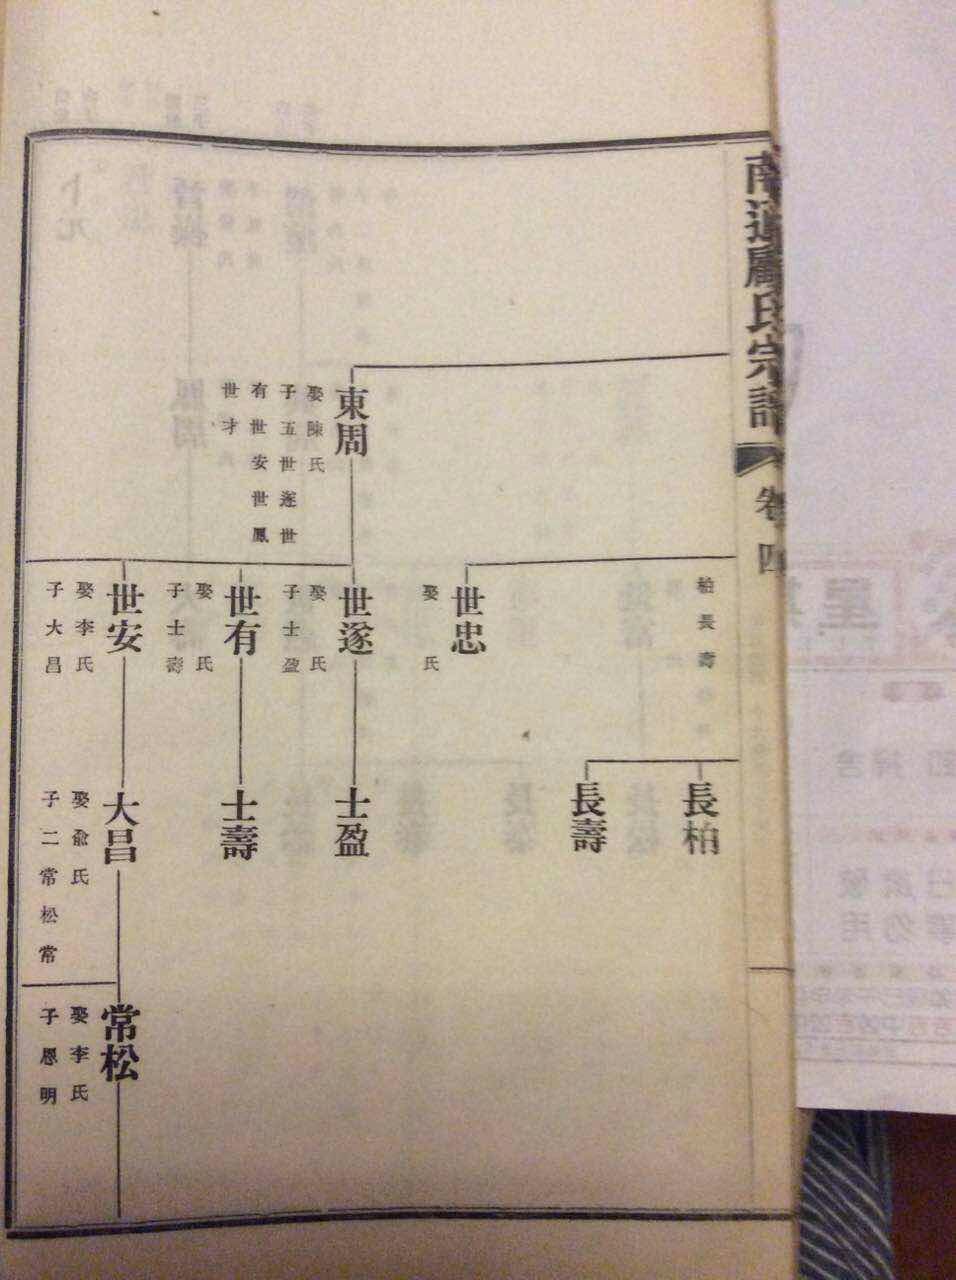 南通顧氏宗譜
卷四
東周
娶陳氏
子五世遂世
有世安世鳳
世才
柏長壽
世忠
娶　氏
世遂
娶　氏
子士盈
世有
娶　氏
子士壽
世安
娶李氏
子大昌
長柏
長壽
士盈
士壽
大昌
娶兪氏
子二常松常
常松
娶李氏
子恩明